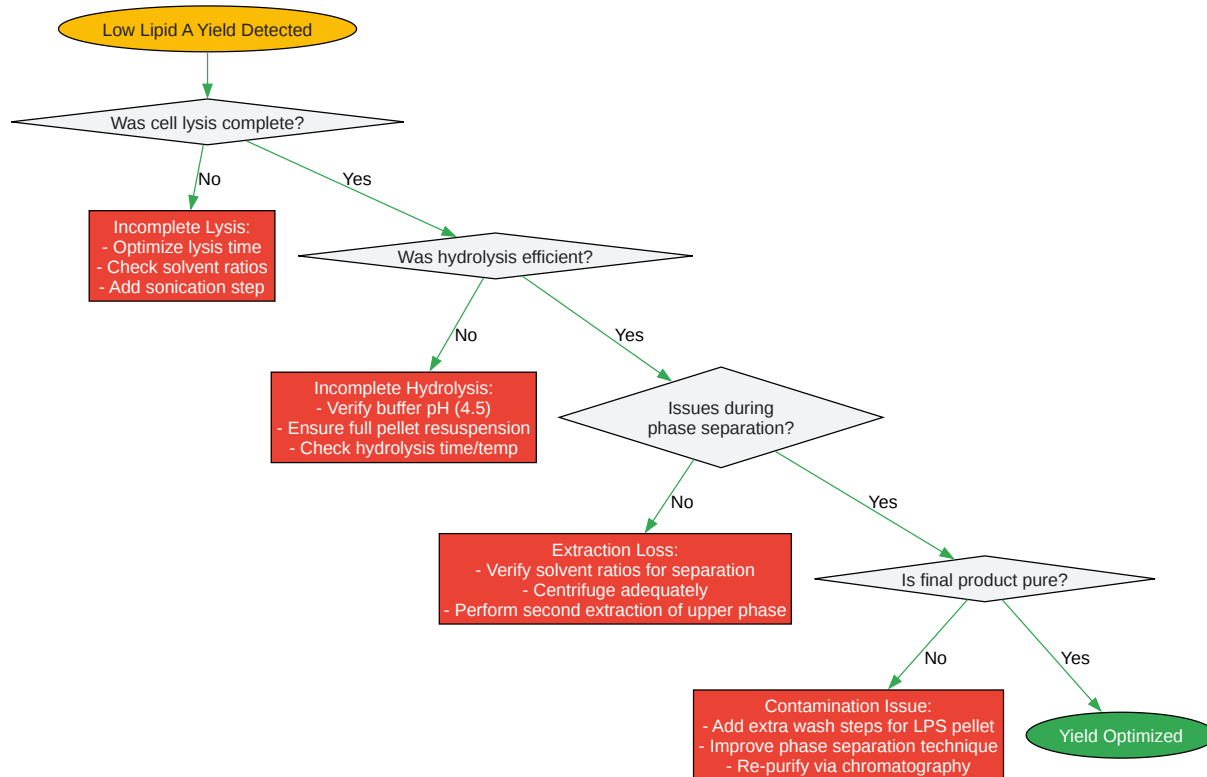 Low Lipid A Yield Detected
Was cell lysis complete?
No
Yes
Incomplete Lysis:
- Optimize lysis time
- Check solvent ratios
- Add sonication step
Was hydrolysis efficient?
No
Yes
Incomplete Hydrolysis:
- Verify buffer pH (4.5)
- Ensure full pellet resuspension
- Check hydrolysis time/temp
Issues during
phase separation?
No
Yes
Extraction Loss:
- Verify solvent ratios for separation
- Centrifuge adequately
- Perform second extraction of upper phase
Is final product pure?
No
Yes
Contamination Issue:
- Add extra wash steps for LPS pellet
- Improve phase separation technique
- Re-purify via chromatography
Yield Optimized